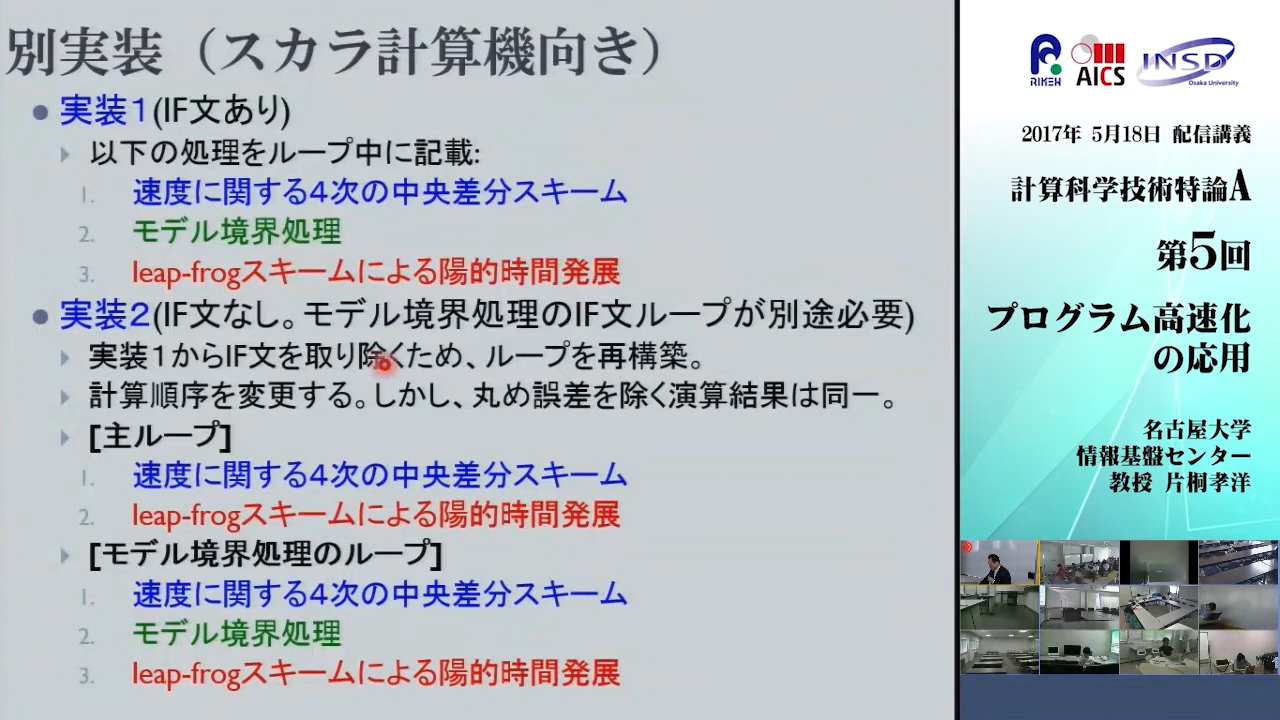 別実装（スカラ計算機向き）
実装１(IF文あり)
以下の処理をループ中に記載:
1. 速度に関する４次の中央差分スキーム
2. モデル境界処理
3. leap-frogスキームによる陽的時間発展
実装２(IF文なし。モデル境界処理のIF文ループが別途必要)
実装１からIF文を取り除くため、ループを再構築。
計算順序を変更する。しかし、丸め誤差を除く演算結果は同一。
[主ループ]
1. 速度に関する４次の中央差分スキーム
2. leap-frogスキームによる陽的時間発展
[モデル境界処理のループ]
1. 速度に関する４次の中央差分スキーム
2. モデル境界処理
3. leap-frogスキームによる陽的時間発展
RIKEN
AICS
INSD
Osaka University
2017年 5月18日 配信講義
計算科学技術特論A
第5回
プログラム高速化
の応用
名古屋大学
情報基盤センター
教授 片桐孝洋